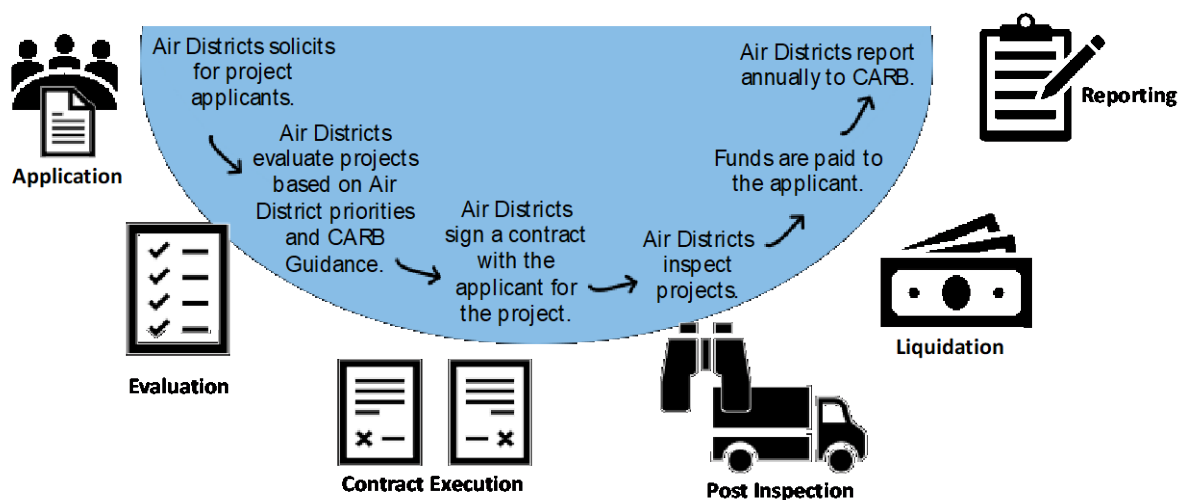 Air Districts solicits
for project
applicants.
Application
Air Districts
evaluate projects
based on Air
District priorities
and CARB
Guidance.
Evaluation
Air Districts
sign a contract
with the
applicant for
the project.
Contract Execution
Air Districts
inspect
projects.
Post Inspection
Funds are paid to
the applicant.
Liquidation
Air Districts report
annually to CARB.
Reporting